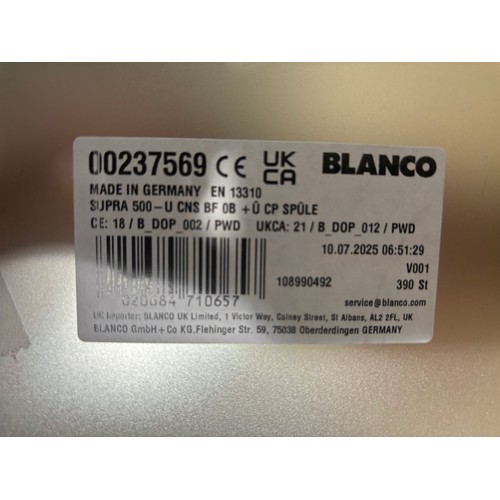 00237569 CE UK CA BLANCO
MADE IN GERMANY EN 13310
SUPRA 500-U CNS BF 0B +Ü CP SPÜLE
CE: 18 / B_DOP_002 / PWD UKCA: 21 / B_DOP_012 / PWD
10.07.2025 06:51:29
V001
108990492 390 St
020684 710657
service@blanco.com
UK Importer: BLANCO UK Limited, 1 Victor Way, Colney Street, St Albans, AL2 2FL, UK
BLANCO GmbH + Co KG, Flehinger Str. 59, 75038 Oberderdingen GERMANY